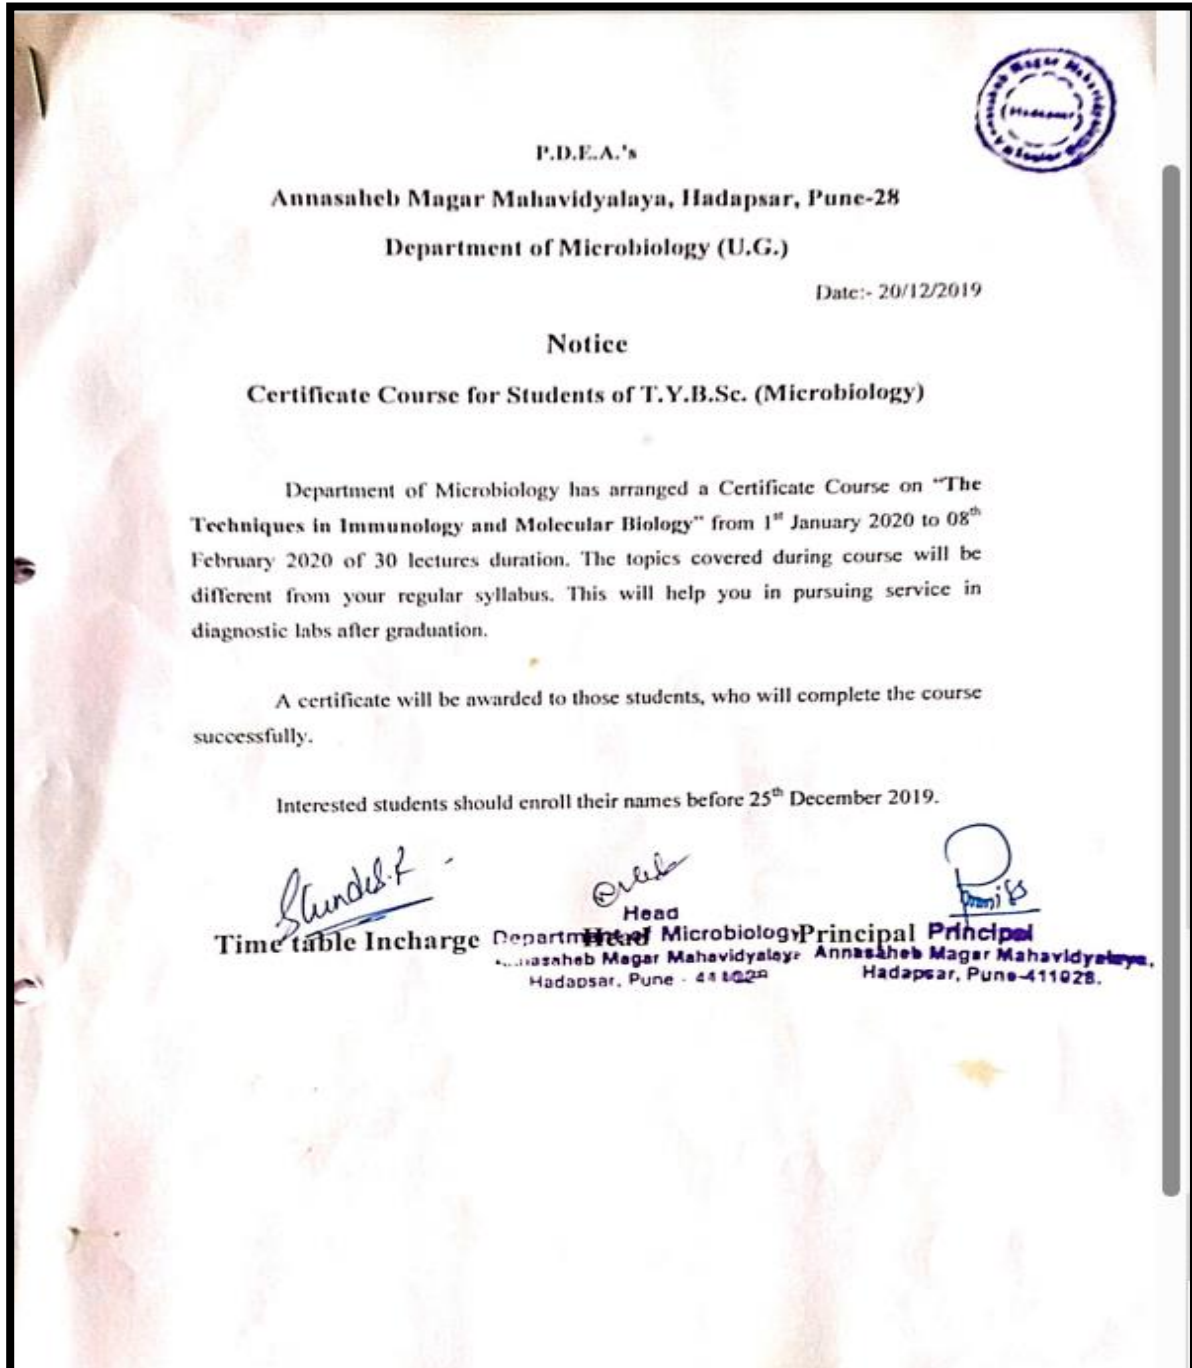 Annasaheb Magar Mahavidyalaya
Hadapsar
P.D.E.A.'s
Annasaheb Magar Mahavidyalaya, Hadapsar, Pune-28
Department of Microbiology (U.G.)
Date:- 20/12/2019
Notice
Certificate Course for Students of T.Y.B.Sc. (Microbiology)
Department of Microbiology has arranged a Certificate Course on "The
Techniques in Immunology and Molecular Biology" from 1st January 2020 to 08th
February 2020 of 30 lectures duration. The topics covered during course will be
different from your regular syllabus. This will help you in pursuing service in
diagnostic labs after graduation.
A certificate will be awarded to those students, who will complete the course
successfully.
Interested students should enroll their names before 25th December 2019.
Time table Incharge Head Principal
Head
Department of Microbiology
Annasaheb Magar Mahavidyalaya
Hadapsar, Pune -
Principal
Annasaheb Magar Mahavidyalaya,
Hadapsar, Pune-411028.